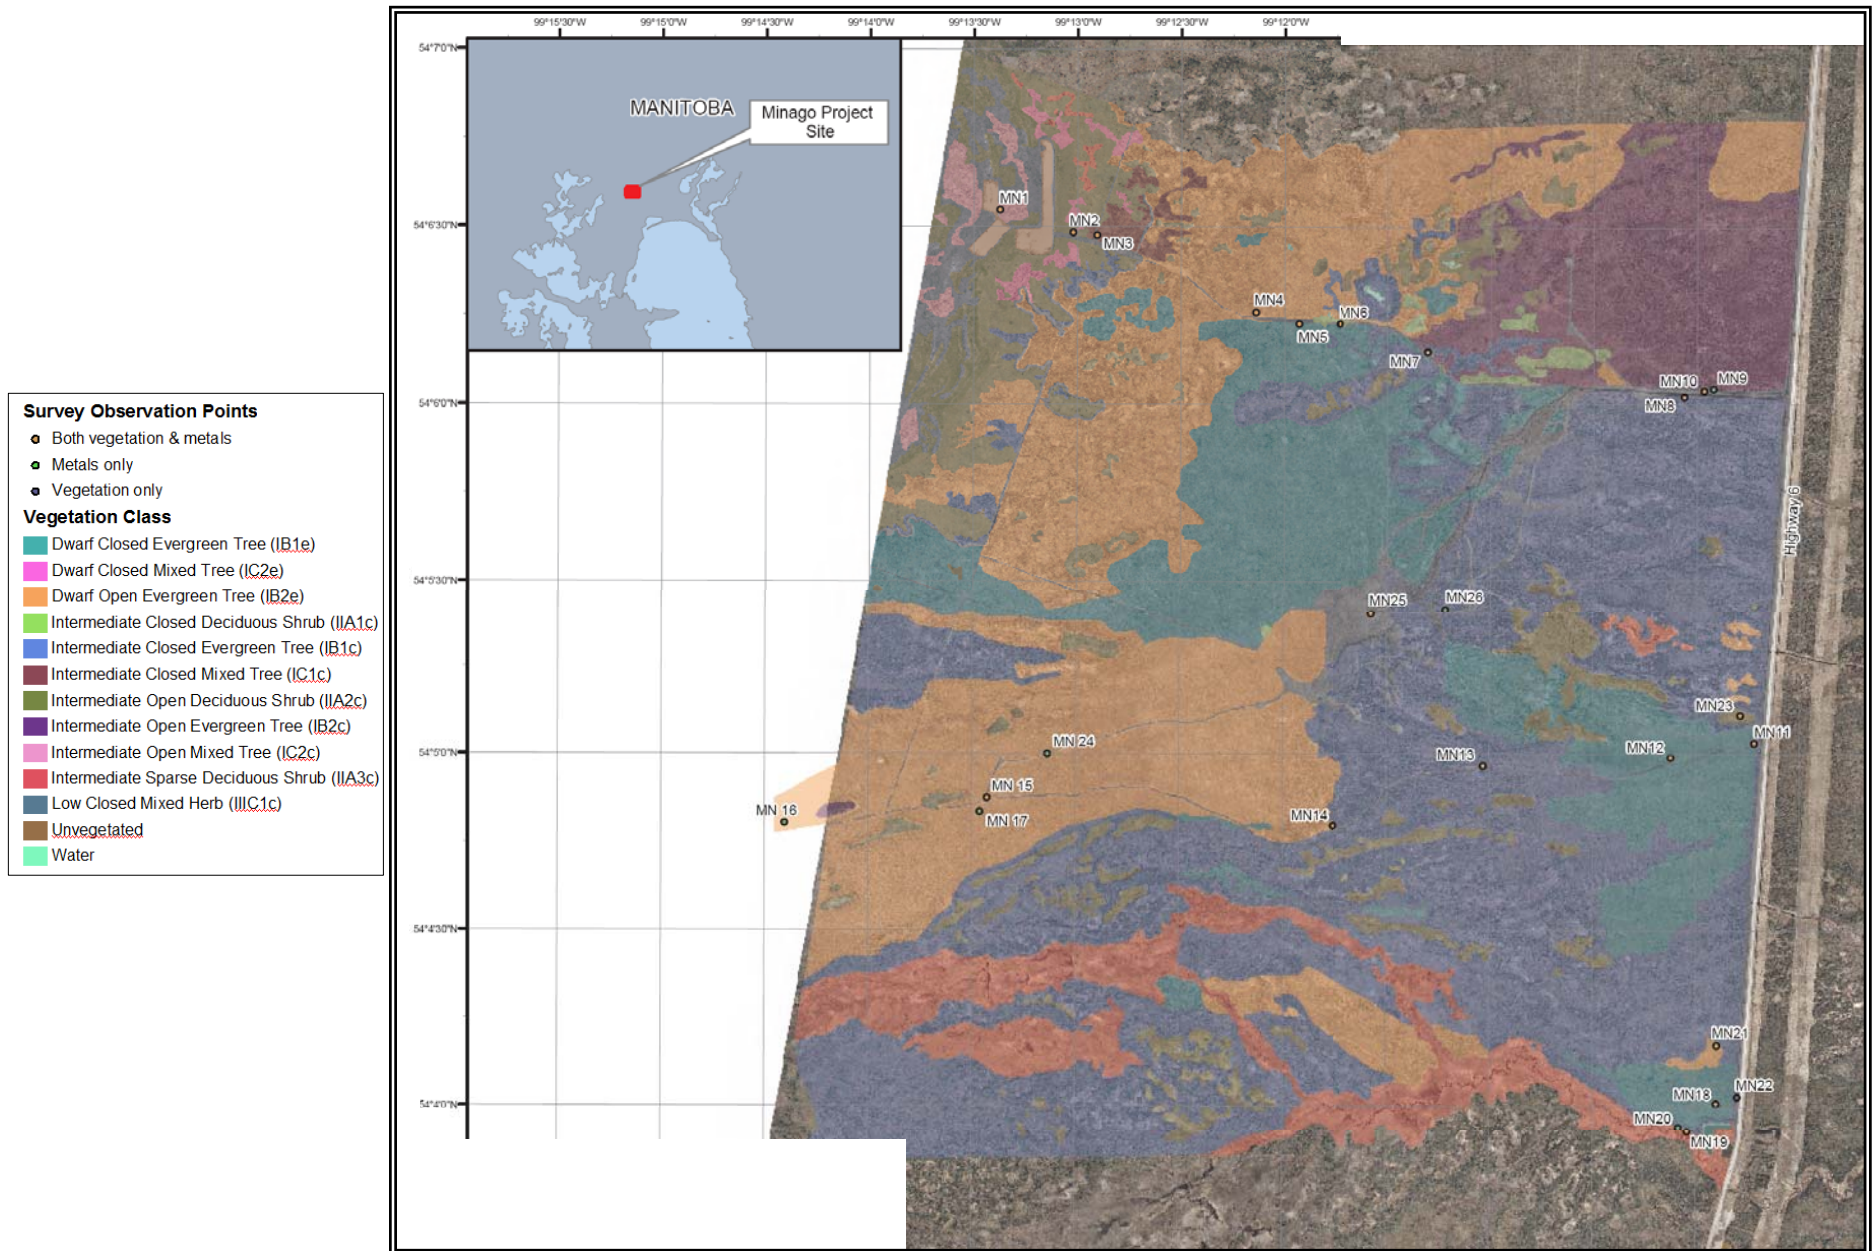 99°15'30"W 99°15'0"W 99°14'30"W 99°14'0"W 99°13'30"W 99°13'0"W 99°12'30"W 99°12'0"W
54°7'0"N
MANITOBA
Minago Project
Site
MN1
MN2
54°6'30"N
MN3
MN4
MN6
MN5
MN7
MN10 MN9
54°6'0"N
MN8
Survey Observation Points
Both vegetation & metals
Metals only
Vegetation only
Vegetation Class
Dwarf Closed Evergreen Tree (IB1e)
Dwarf Closed Mixed Tree (IC2e)
Dwarf Open Evergreen Tree (IB2e)
Intermediate Closed Deciduous Shrub (IIA1c)
Intermediate Closed Evergreen Tree (IB1c)
Intermediate Closed Mixed Tree (IC1c)
Intermediate Open Deciduous Shrub (IIA2c)
Intermediate Open Evergreen Tree (IB2c)
Intermediate Open Mixed Tree (IC2c)
Intermediate Sparse Deciduous Shrub (IIA3c)
Low Closed Mixed Herb (IIIC1c)
Unvegetated
Water
Highway 6
54°5'30"N
MN25 MN26
MN23
MN11
MN 24
54°5'0"N
MN12
MN13
MN 15
MN 16
MN 17
MN14
54°4'30"N
MN21
MN22
MN18
54°4'0"N
MN20
MN19